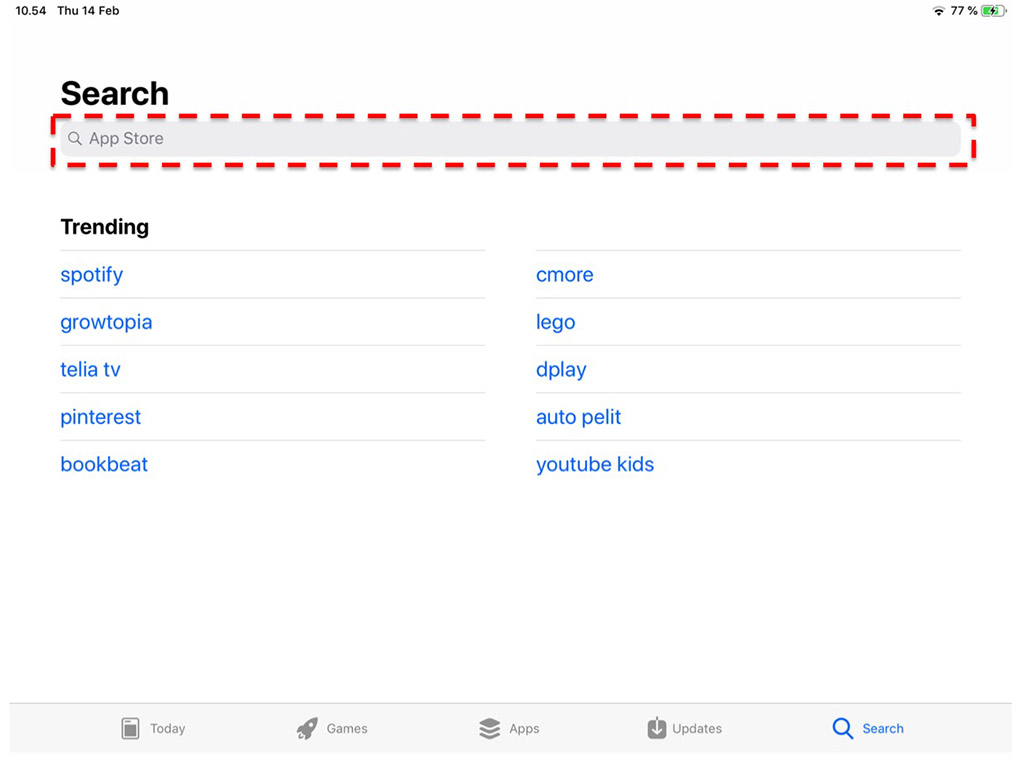 10.54 Thu 14 Feb 77 %
Search
App Store
Trending
spotify
cmore
growtopia
lego
telia tv
dplay
pinterest
auto pelit
bookbeat
youtube kids
Today Games Apps Updates Search